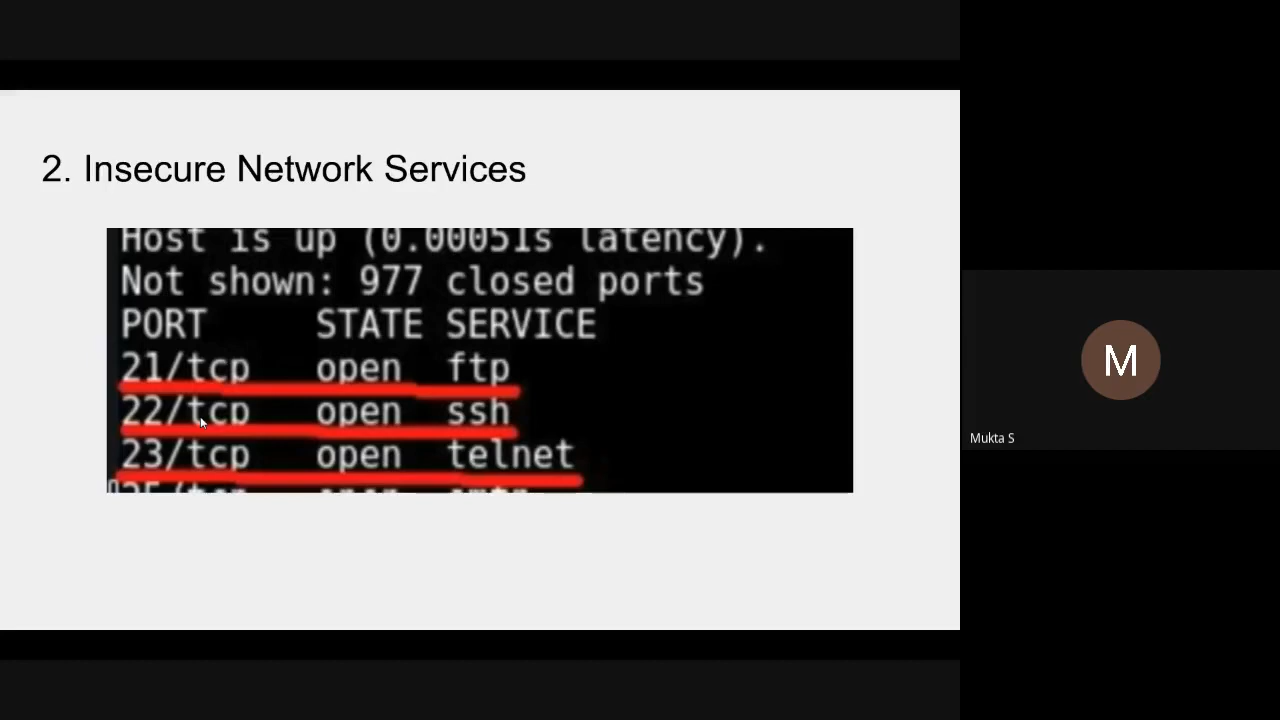 2. Insecure Network Services
Host is up (0.00051s latency).
Not shown: 977 closed ports
PORT STATE SERVICE
21/tcp open ftp
22/tcp open ssh
23/tcp open telnet
M
Mukta S